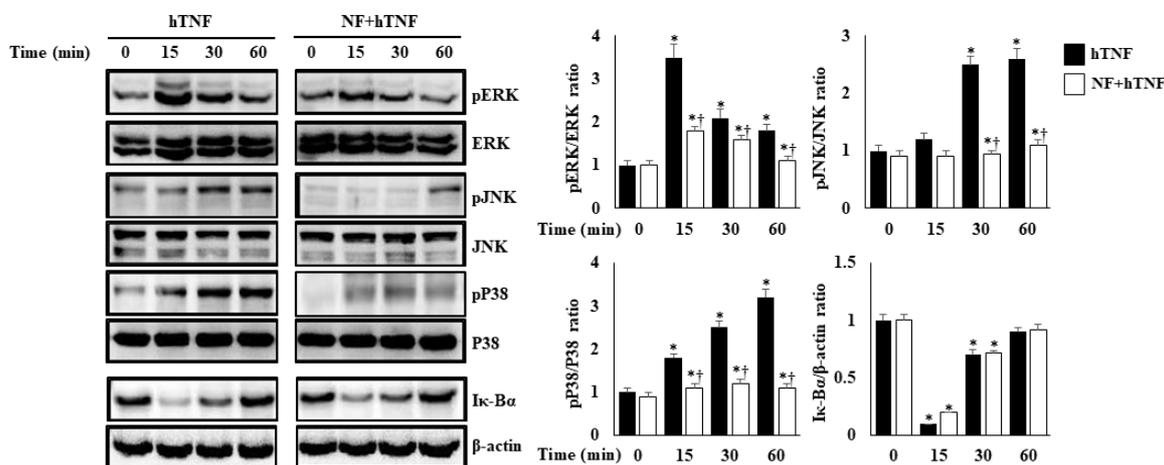 hTNF NF+hTNF
Time (min) 0 15 30 60 0 15 30 60
pERK
ERK
pJNK
JNK
pP38
P38
Iκ-Bα
β-actin
pERK/ERK ratio
4
3
2
1
0
* *† * *† * *†
Time (min) 0 15 30 60
pJNK/JNK ratio
3
2
1
0
* *† * *†
0 15 30 60
hTNF
NF+hTNF
pP38/P38 ratio
4
3
2
1
0
* *† * *† * *†
Time (min) 0 15 30 60
Iκ-Bα/β-actin ratio
1.5
1
0.5
0
* * * *
0 15 30 60